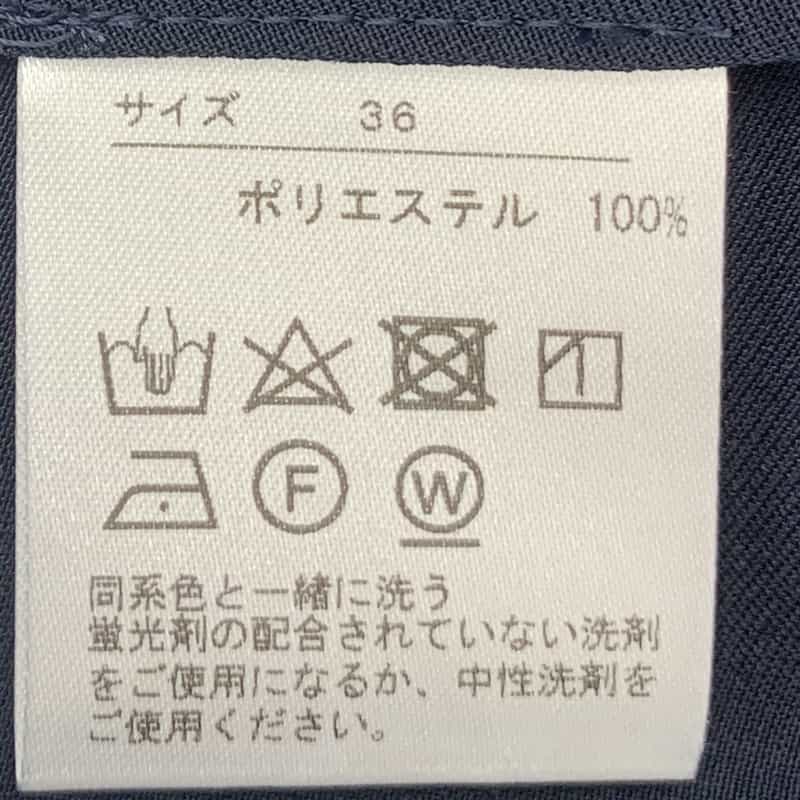 サイズ 36
ポリエステル 100%
F W
同系色と一緒に洗う
蛍光剤の配合されていない洗剤
をご使用になるか、中性洗剤を
ご使用ください。